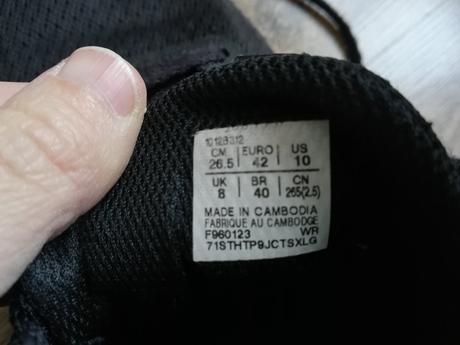 1012B312
CM EURO US
26.5 42 10
UK BR CN
8 40 265(2.5)
MADE IN CAMBODIA
FABRIQUE AU CAMBODGE
F960123 WR
71STHTP9JCTSXLG